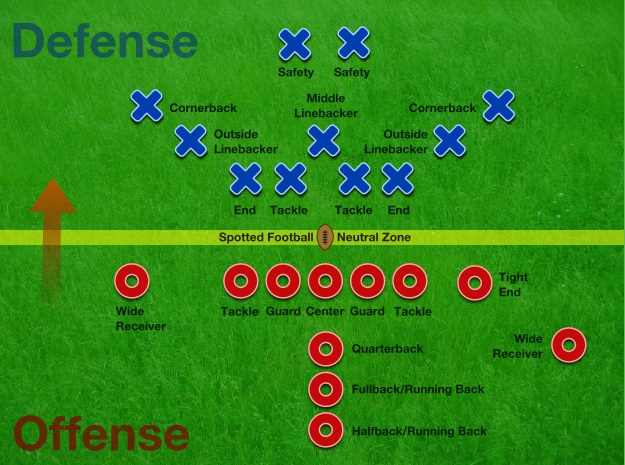 Defense
Safety
Safety
Cornerback
Middle
Linebacker
Cornerback
Outside
Linebacker
Outside
Linebacker
End
Tackle
Tackle
End
Spotted Football
Neutral Zone
Wide
Receiver
Tackle
Guard
Center
Guard
Tackle
Tight
End
Wide
Receiver
Quarterback
Fullback/Running Back
Halfback/Running Back
Offense